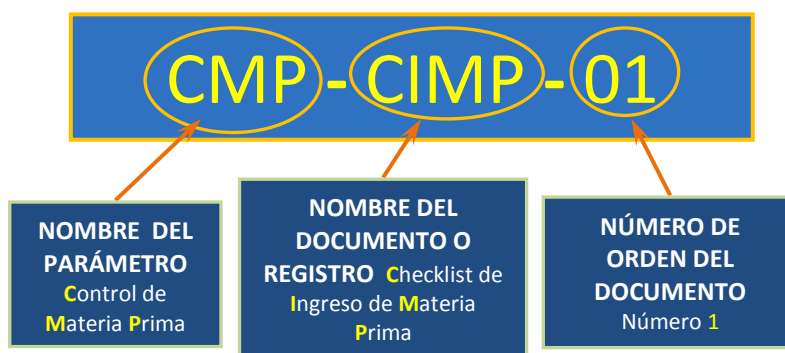 CMP - CIMP - 01
NOMBRE DEL
PARÁMETRO
Control de
Materia Prima
NOMBRE DEL
DOCUMENTO O
REGISTRO Checklist de
Ingreso de Materia
Prima
NÚMERO DE
ORDEN DEL
DOCUMENTO
Número 1